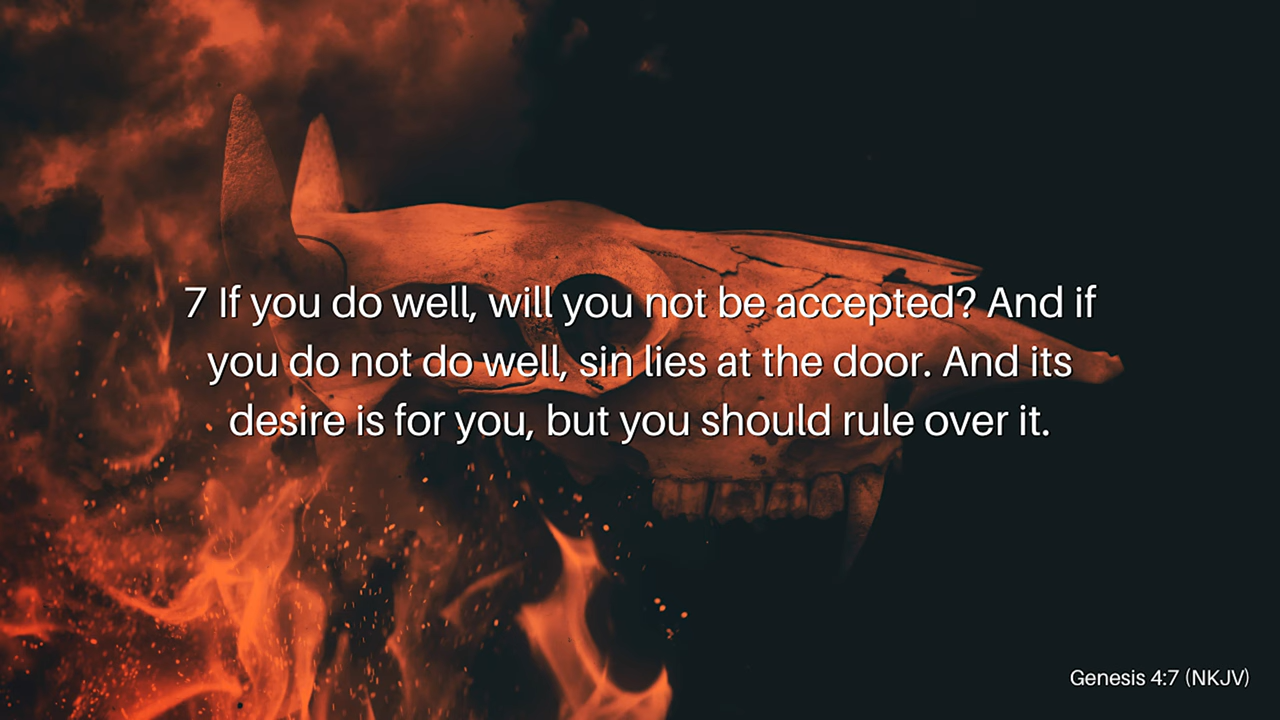 7 If you do well, will you not be accepted? And if
you do not do well, sin lies at the door. And its
desire is for you, but you should rule over it.
Genesis 4:7 (NKJV)